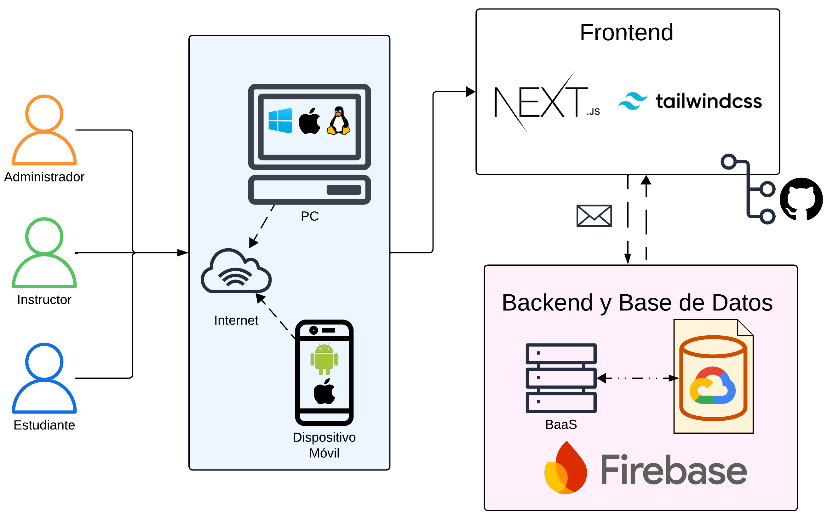 Administrador
Instructor
Estudiante
PC
Internet
Dispositivo
Móvil
Frontend
NEXT.JS
tailwindcss
Backend y Base de Datos
BaaS
Firebase